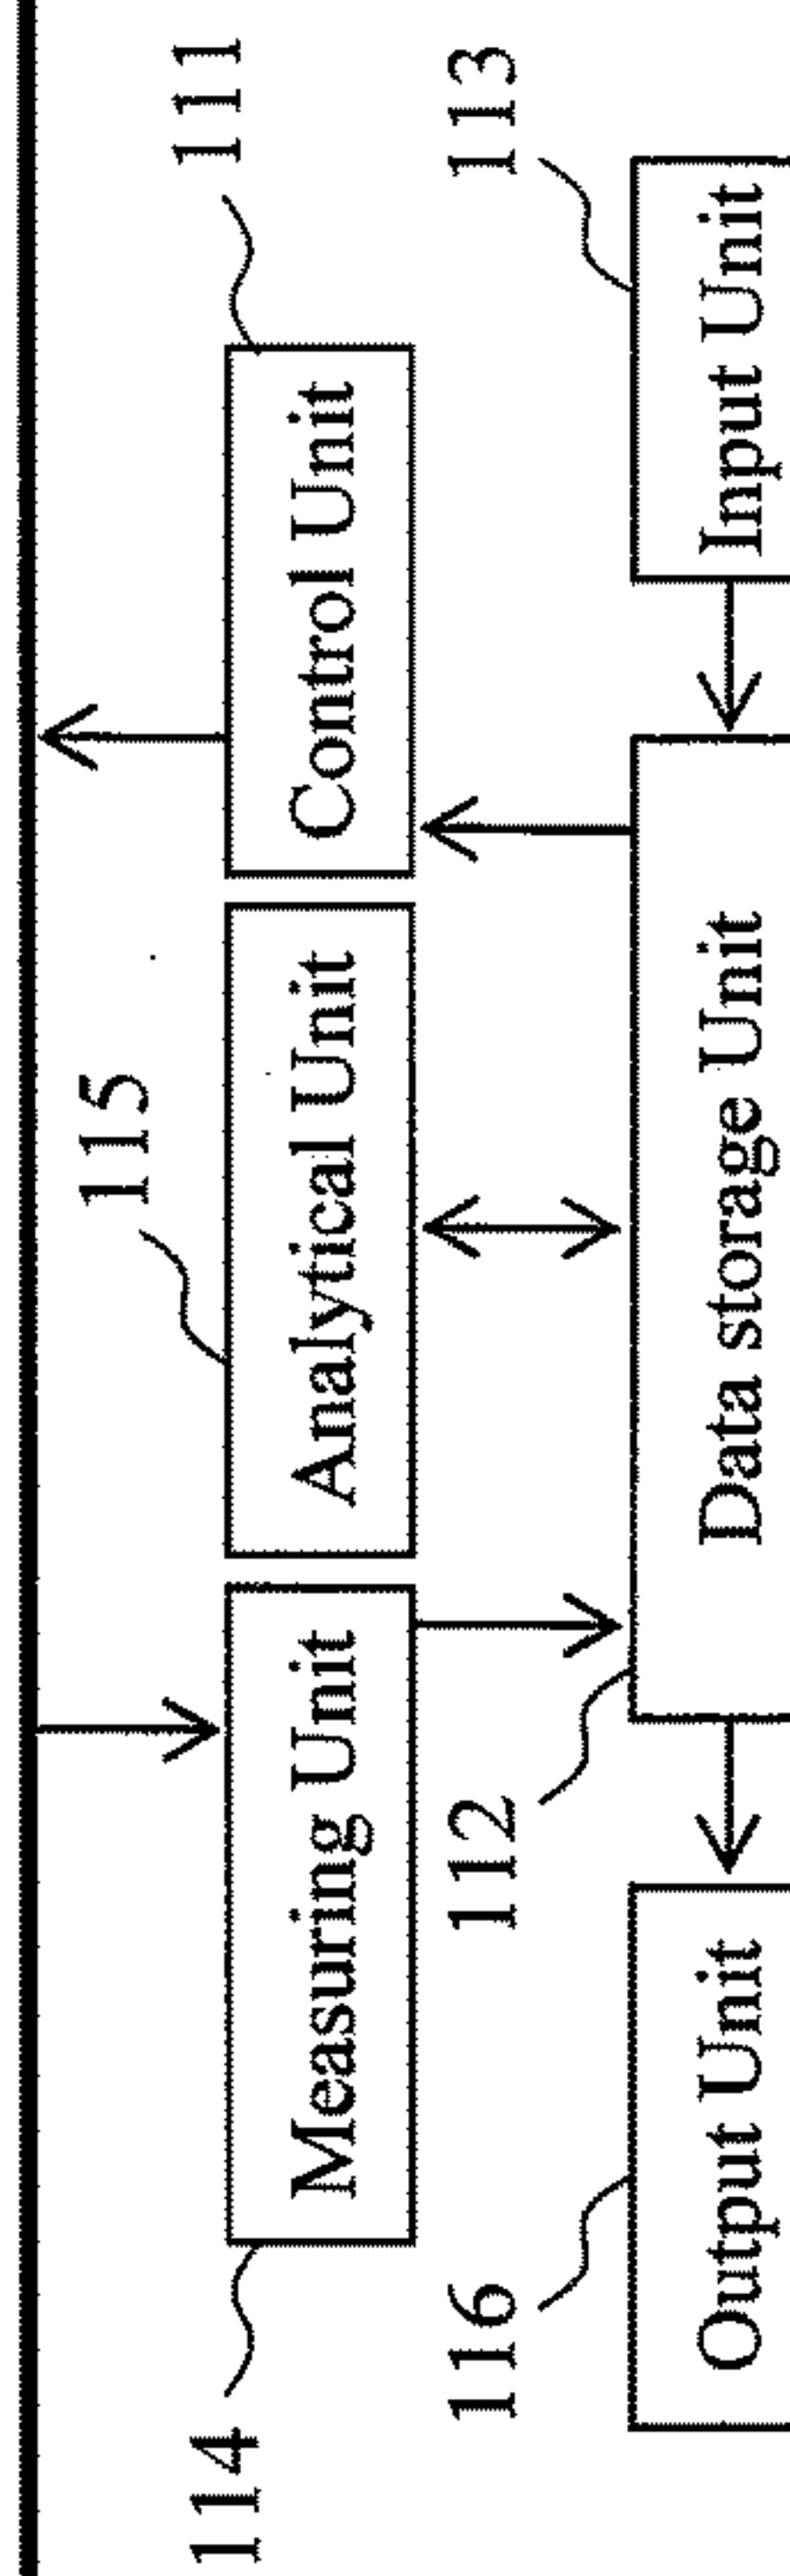 115
114
111
Measuring Unit
Analytical Unit
Control Unit
116
112
113
Output Unit
Data storage Unit
Input Unit